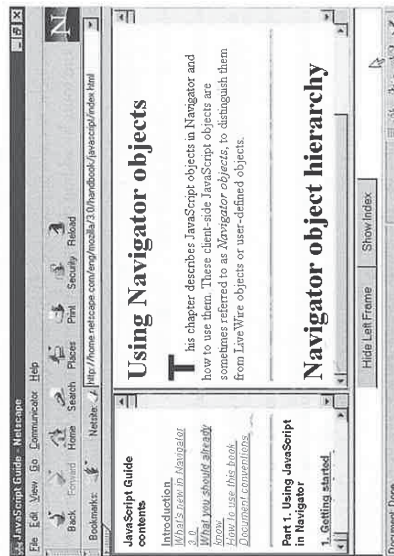 JavaScript Guide - Netscape
File Edit View Go Communicator Help
Back Forward Home Search Places Print Security Reload
N
Bookmarks: Netsite: http://home.netscape.com/eng/mozilla/3.0/handbook/javascript/index.html
JavaScript Guide
contents
Introduction
What's new in Navigator
3.0
What you should already
know
How to use this book
Document conventions
Part 1. Using JavaScript
in Navigator
1. Getting started
Using Navigator objects
This chapter describes JavaScript objects in Navigator and
how to use them. These client-side JavaScript objects are
sometimes referred to as Navigator objects, to distinguish them
from LiveWire objects or user-defined objects.
Navigator object hierarchy
Hide Left Frame Show Index
Document: Done